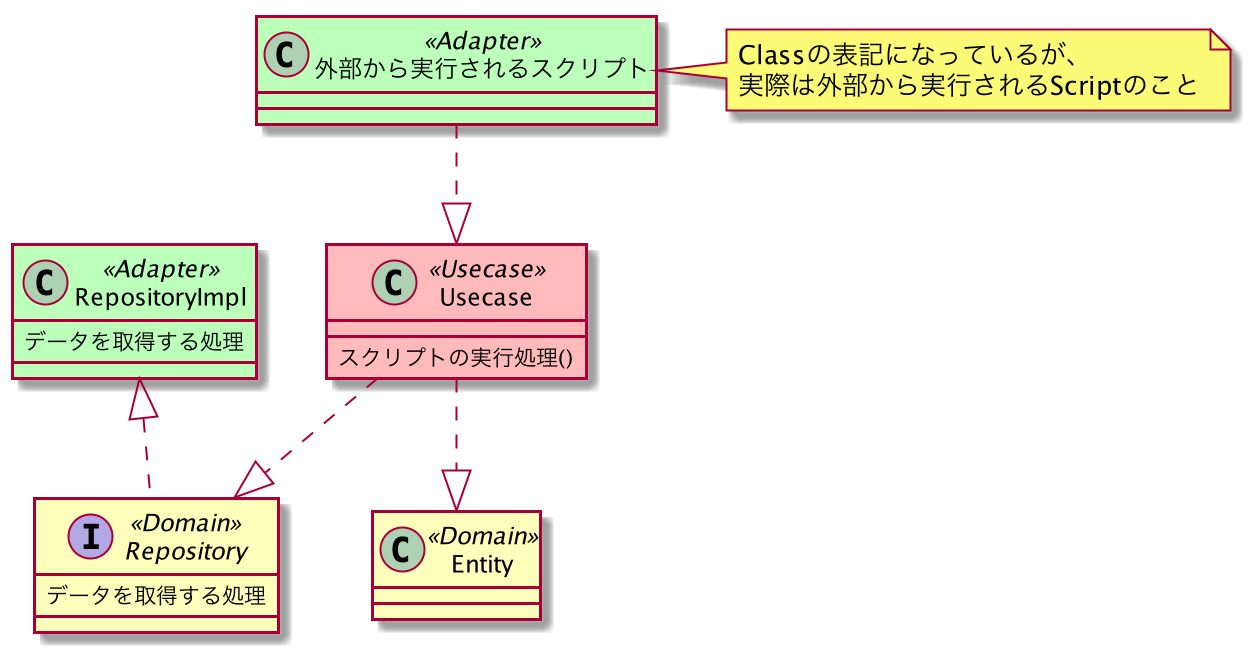 C
«Adapter»
外部から実行されるスクリプト
Classの表記になっているが、
実際は外部から実行されるScriptのこと
C
«Adapter»
RepositoryImpl
データを取得する処理
C
«Usecase»
Usecase
スクリプトの実行処理()
I
«Domain»
Repository
データを取得する処理
C
«Domain»
Entity